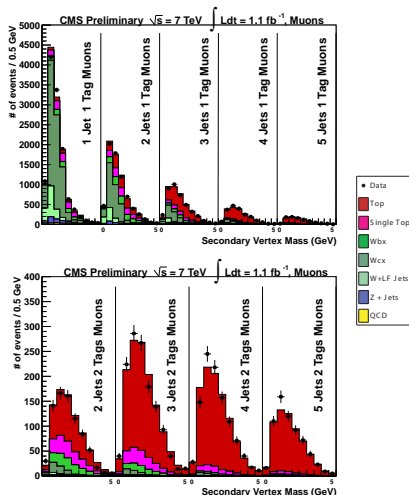 CMS Preliminary √s = 7 TeV ∫ Ldt = 1.1 fb⁻¹, Muons
# of events / 0.5 GeV
5000
4500
4000
3500
3000
2500
2000
1500
1000
500
0
1 Jet 1 Tag Muons
2 Jets 1 Tag Muons
3 Jets 1 Tag Muons
4 Jets 1 Tag Muons
5 Jets 1 Tag Muons
0 5 0 5 0 5 0 5 0 5
Secondary Vertex Mass (GeV)
Data
Top
Single Top
Wbx
Wcx
W+LF Jets
Z + Jets
QCD
CMS Preliminary √s = 7 TeV ∫ Ldt = 1.1 fb⁻¹, Muons
# of events / 0.5 GeV
400
350
300
250
200
150
100
50
0
2 Jets 2 Tags Muons
3 Jets 2 Tags Muons
4 Jets 2 Tags Muons
5 Jets 2 Tags Muons
5 0 5 0 5 0 5
Secondary Vertex Mass (GeV)